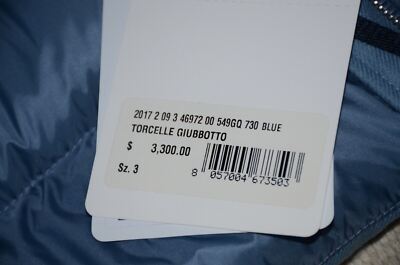 2017 2 09 3 46972 00 549GQ 730 BLUE
TORCELLE GIUBBOTTO
$ 3,300.00
Sz. 3
8 057004 673503